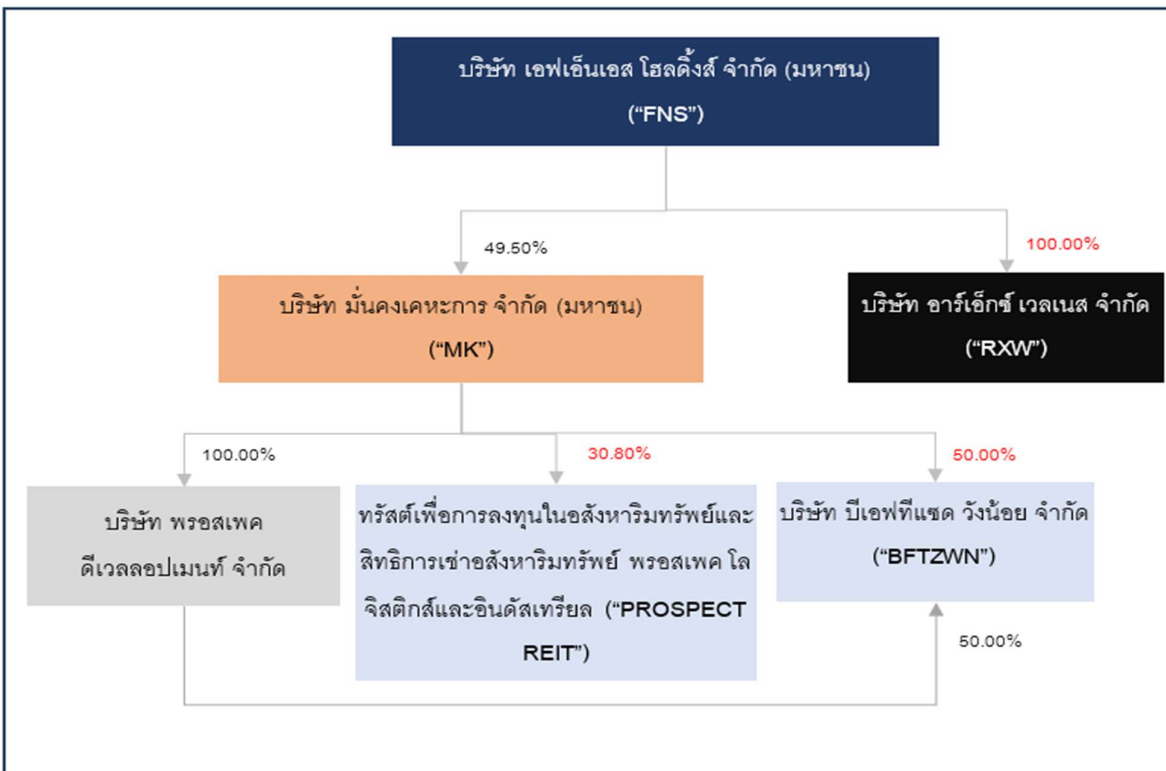 บริษัท เอฟเอ็นเอส โฮลดิ้งส์ จำกัด (มหาชน)
("FNS")
49.50%
100.00%
บริษัท มั่นคงเคหะการ จำกัด (มหาชน)
("MK")
บริษัท อาร์เอ็กซ์ เวลเนส จำกัด
("RXW")
100.00%
30.80%
50.00%
บริษัท พรอสเพค
ดีเวลลอปเมนท์ จำกัด
ทรัสต์เพื่อการลงทุนในอสังหาริมทรัพย์และ
สิทธิการเช่าอสังหาริมทรัพย์ พรอสเพค โล
จิสติกส์และอินดัสเทรียล ("PROSPECT
REIT")
บริษัท บีเอฟทีแซด วังน้อย จำกัด
("BFTZWN")
50.00%